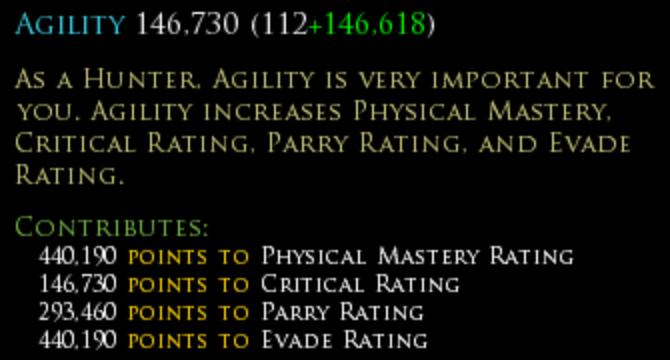 Agility 146,730 (112+146,618)
As a Hunter, Agility is very important for
you. Agility increases Physical Mastery,
Critical Rating, Parry Rating, and Evade
Rating.
Contributes:
440,190 points to Physical Mastery Rating
146,730 points to Critical Rating
293,460 points to Parry Rating
440,190 points to Evade Rating